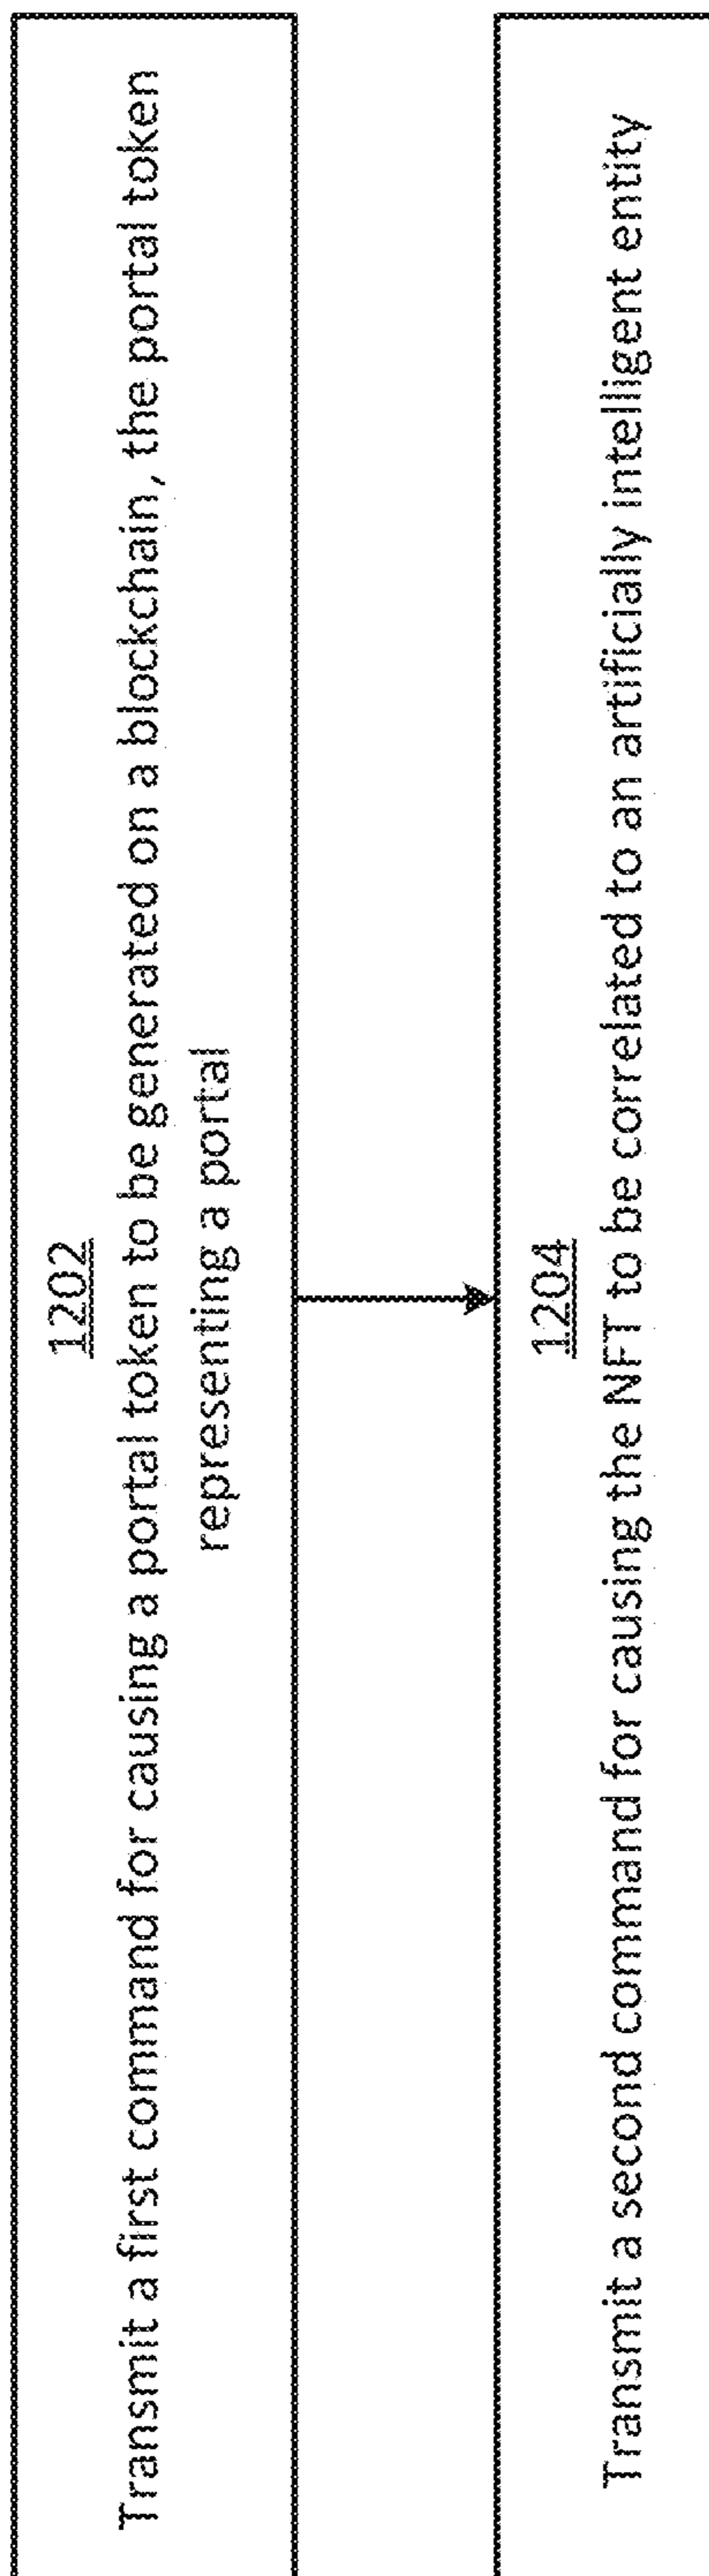 1202
Transmit a first command for causing a portal token to be generated on a blockchain, the portal token
representing a portal
1204
Transmit a second command for causing the NFT to be correlated to an artificially intelligent entity